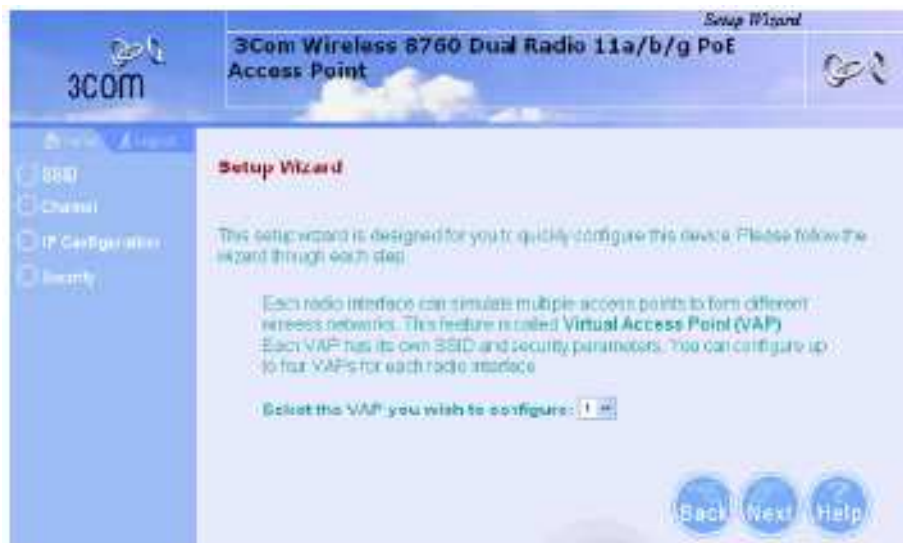 Setup Wizard
3Com Wireless 8760 Dual Radio 11a/b/g PoE
Access Point
3COM
Home Logout
SSID
Channel
IP Configuration
Security
Setup Wizard
This setup wizard is designed for you to quickly configure this device. Please follow the
wizard through each step.
Each radio interface can simulate multiple access points to form different
wireless networks. This feature is called Virtual Access Point (VAP)
Each VAP has its own SSID and security parameters. You can configure up
to four VAPs for each radio interface
Select the VAP you wish to configure: 1
Back Next Help